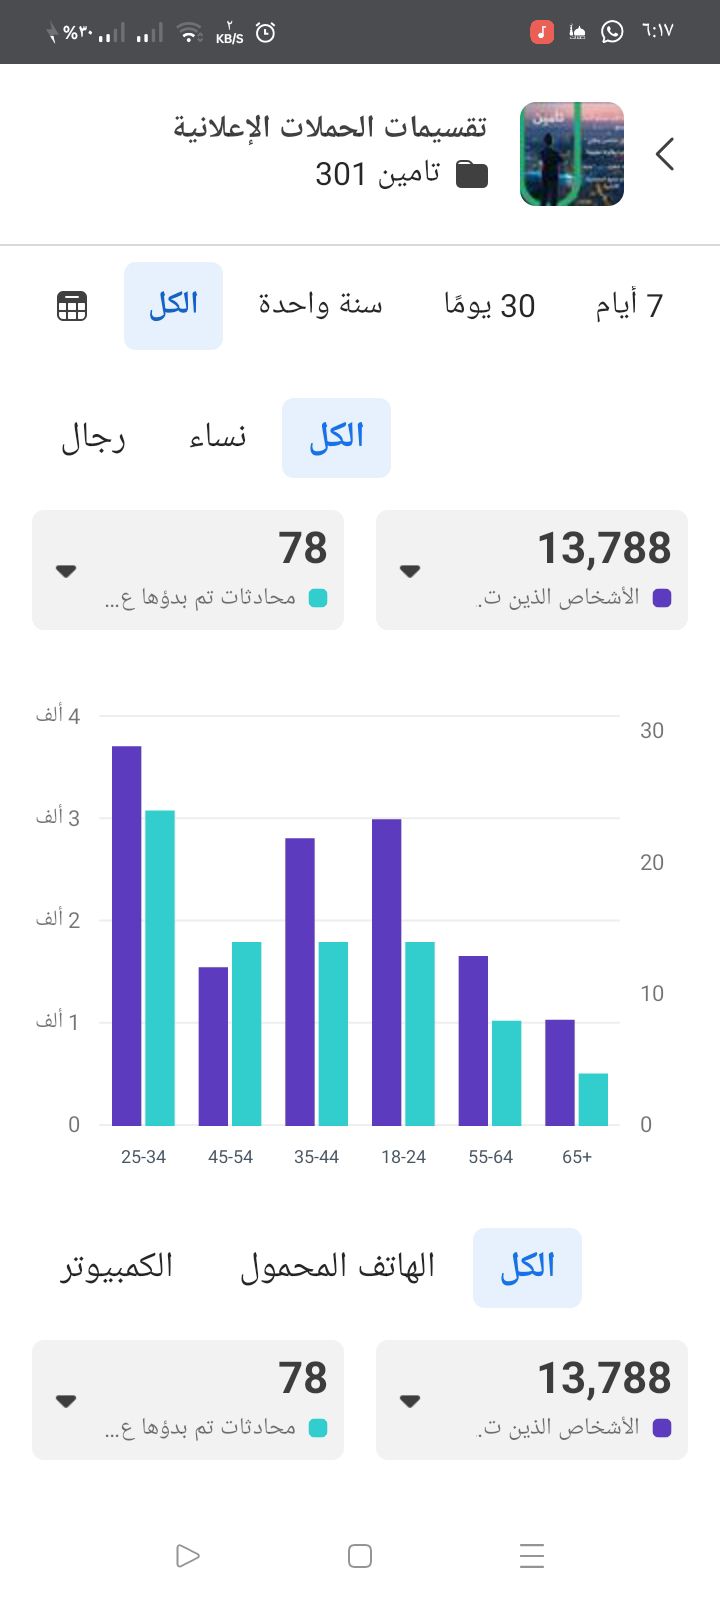 %٣٠ ٢ KB/S ٦:١٧
تقسيمات الحملات الإعلانية
تامين 301
تامين
7 أيام 30 يومًا سنة واحدة الكل
الكل نساء رجال
13,788 78
الأشخاص الذين ت. محادثات تم بدؤها ع...
4 ألف 30
3 ألف
20
2 ألف
10
1 ألف
0 0
25-34 45-54 35-44 18-24 55-64 65+
الكل الهاتف المحمول الكمبيوتر
13,788 78
الأشخاص الذين ت. محادثات تم بدؤها ع...